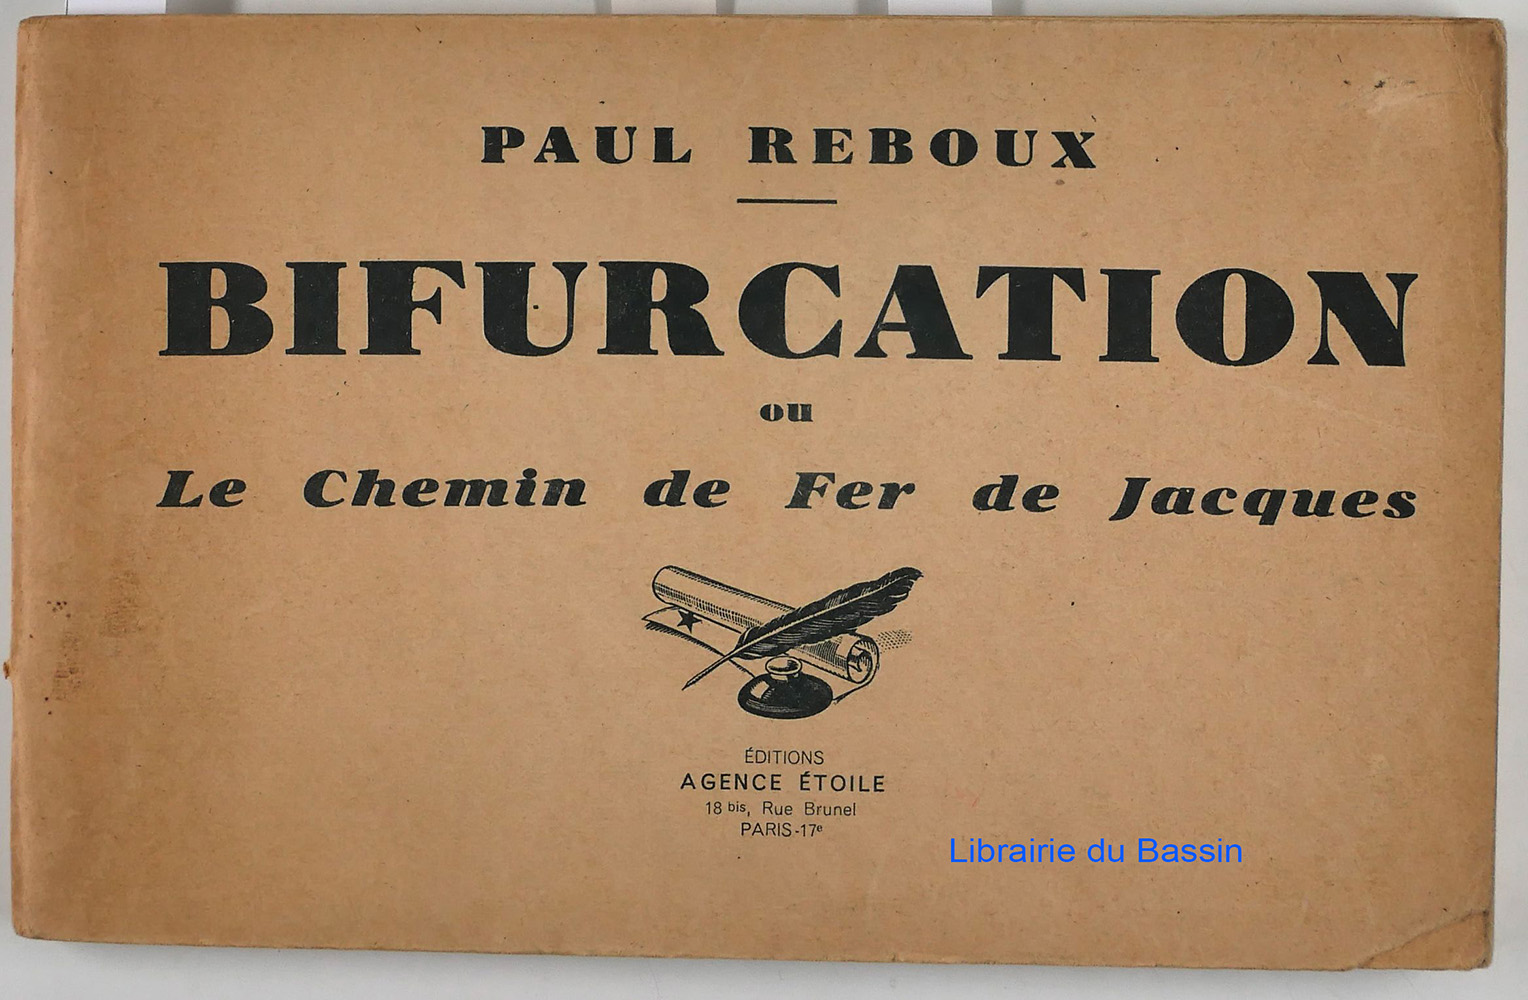 PAUL REBOUX
BIFURCATION
ou
Le Chemin de Fer de Jacques
ÉDITIONS
AGENCE ÉTOILE
18 bis, Rue Brunel
PARIS-17e
Librairie du Bassin